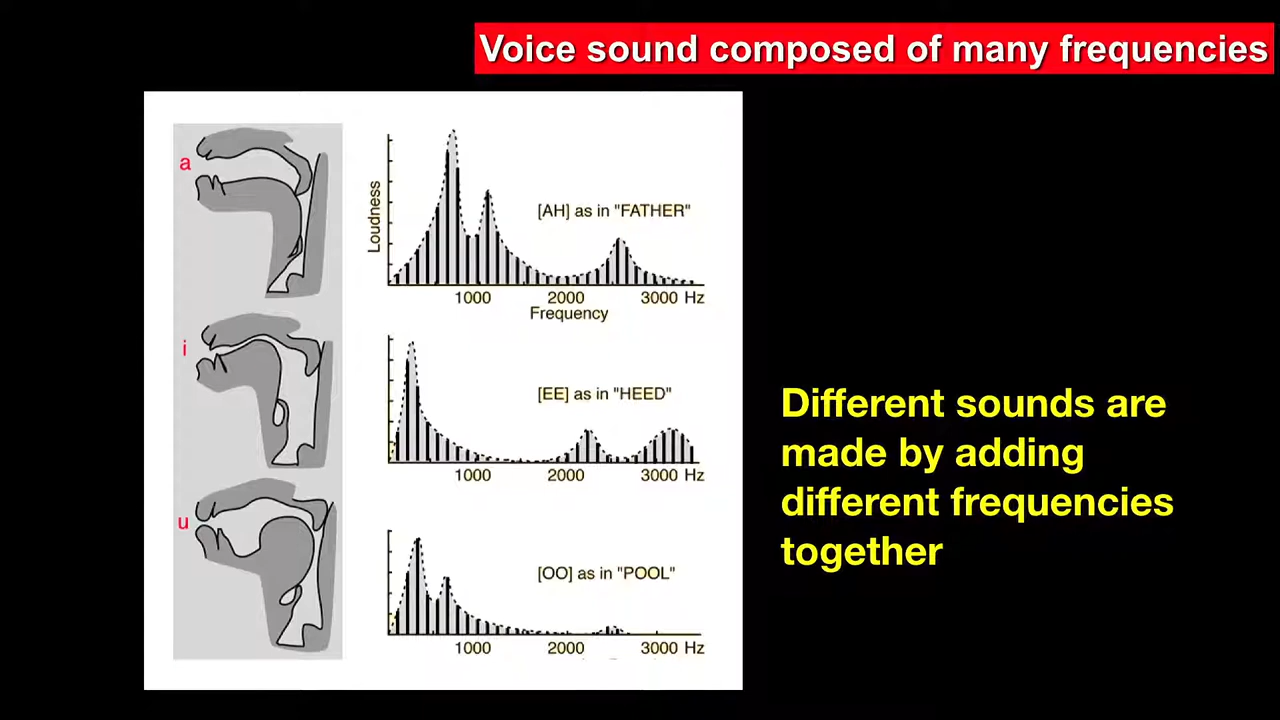 Voice sound composed of many frequencies
a
Loudness
[AH] as in "FATHER"
1000 2000 3000 Hz
Frequency
i
[EE] as in "HEED"
1000 2000 3000 Hz
u
[OO] as in "POOL"
1000 2000 3000 Hz
Different sounds are
made by adding
different frequencies
together